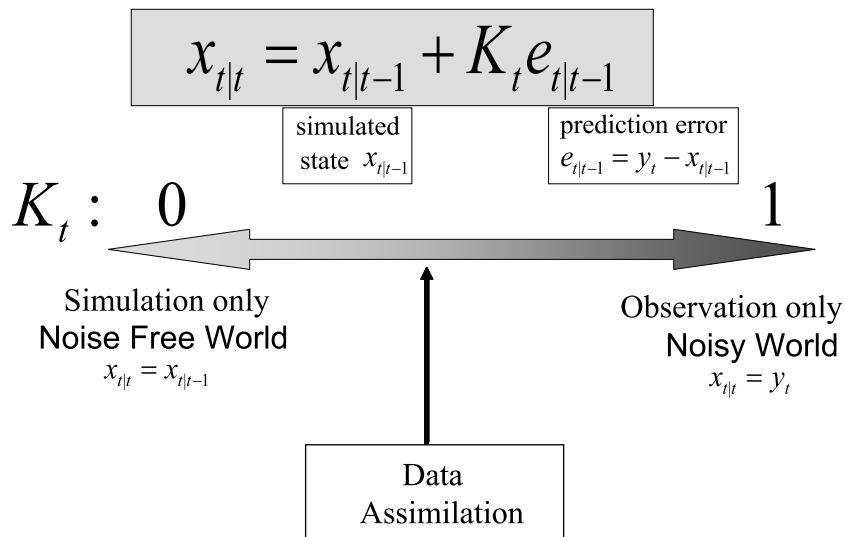 x_{t|t} = x_{t|t-1} + K_t e_{t|t-1}
simulated
state x_{t|t-1}
prediction error
e_{t|t-1} = y_t − x_{t|t-1}
K_t : 0 1
Simulation only
Noise Free World
x_{t|t} = x_{t|t-1}
Observation only
Noisy World
x_{t|t} = y_t
Data
Assimilation